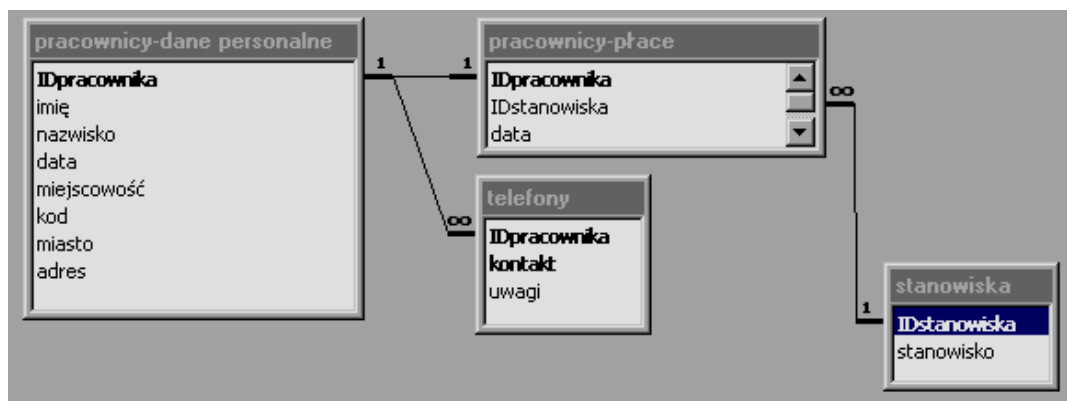 pracownicy-dane personalne
IDpracownika
imię
nazwisko
data
miejscowość
kod
miasto
adres
1
1
pracownicy-płace
IDpracownika
IDstanowiska
data
∞
∞
telefony
IDpracownika
kontakt
uwagi
1
stanowiska
IDstanowiska
stanowisko